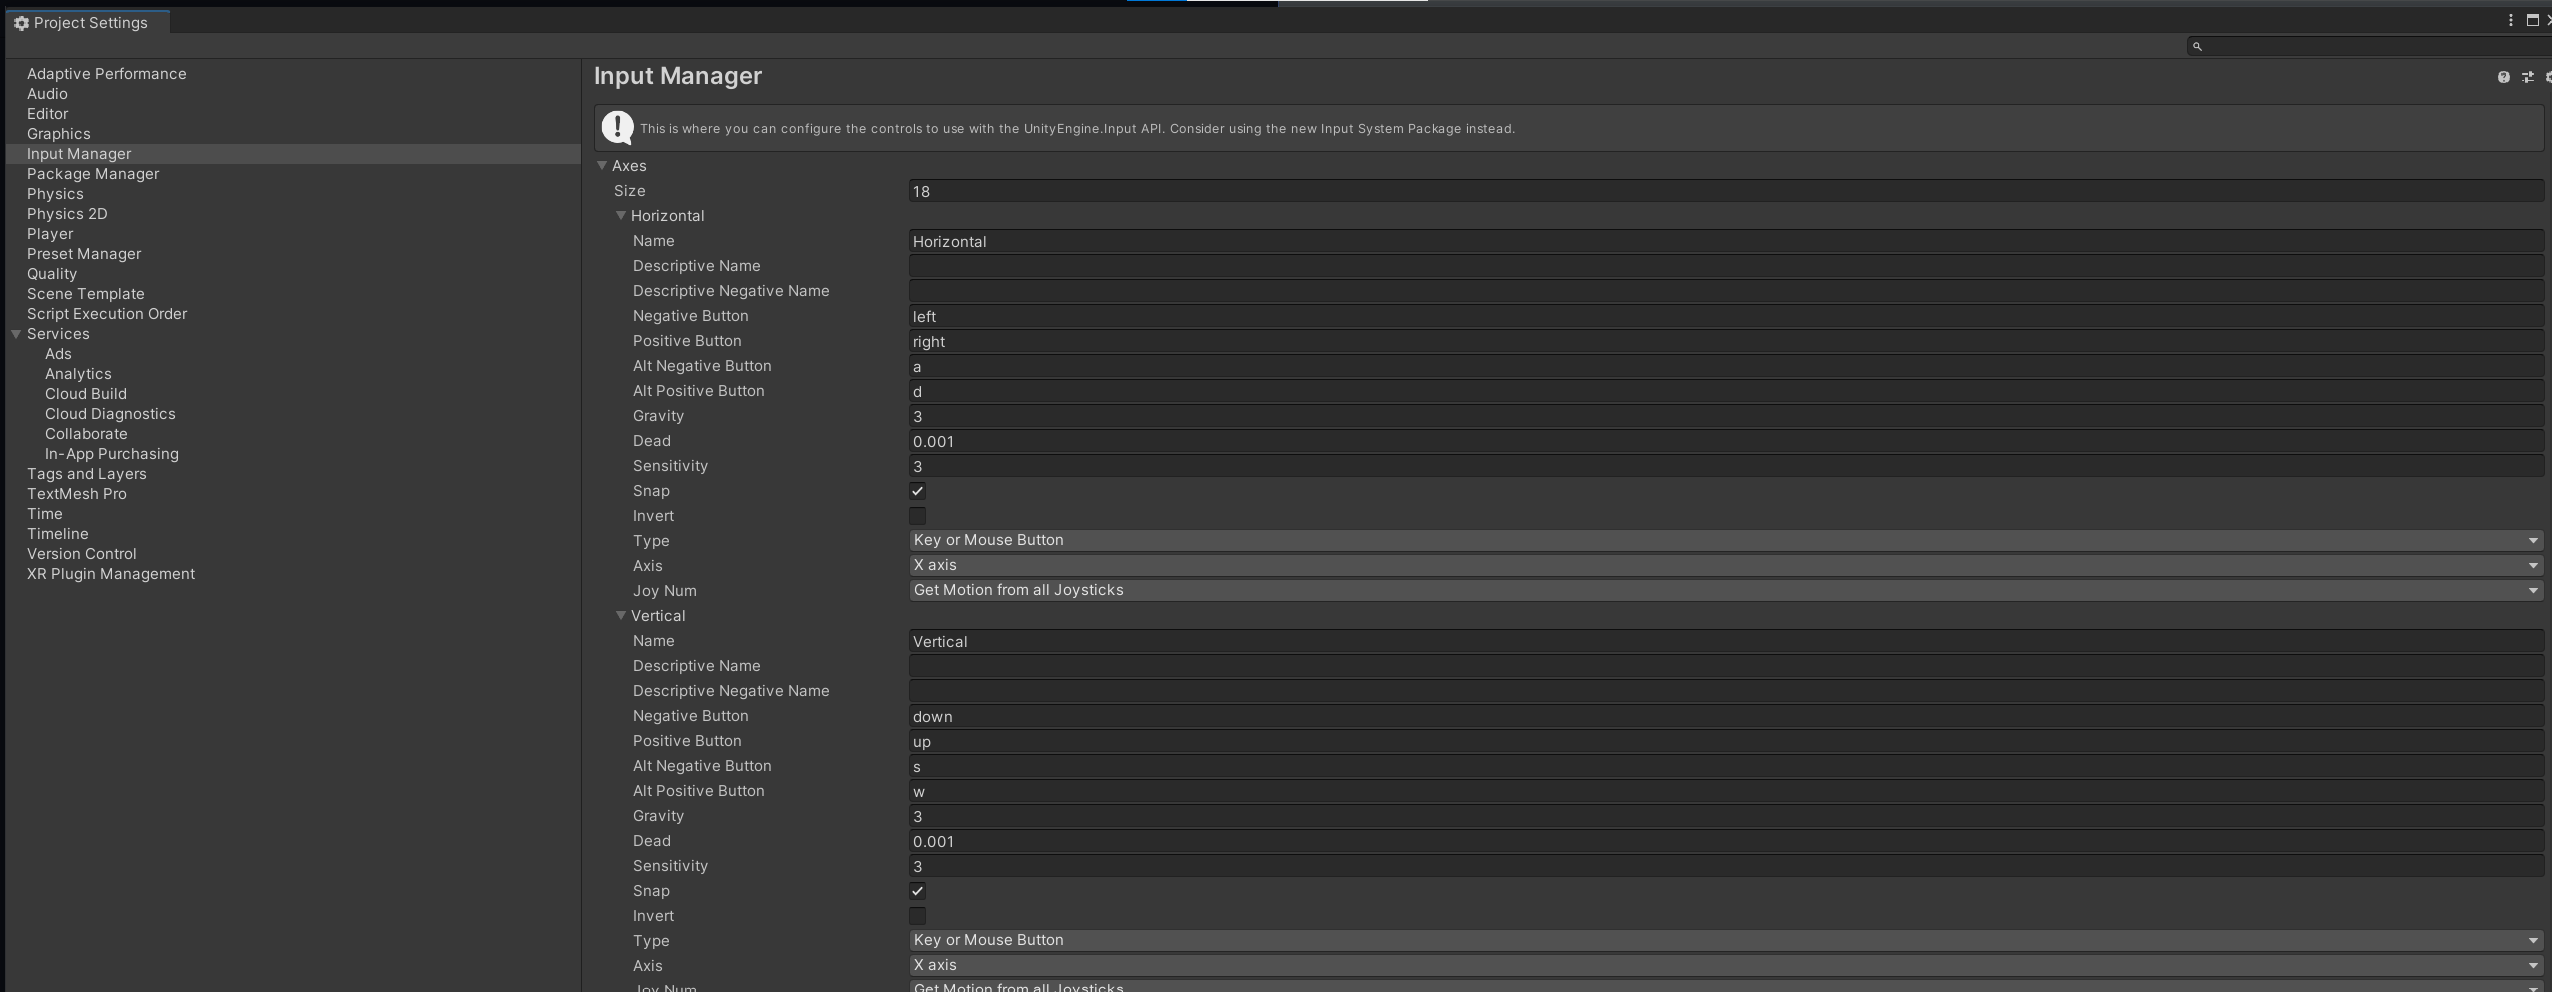 Project Settings
Adaptive Performance
Audio
Editor
Graphics
Input Manager
Package Manager
Physics
Physics 2D
Player
Preset Manager
Quality
Scene Template
Script Execution Order
Services
Ads
Analytics
Cloud Build
Cloud Diagnostics
Collaborate
In-App Purchasing
Tags and Layers
TextMesh Pro
Time
Timeline
Version Control
XR Plugin Management
Input Manager
This is where you can configure the controls to use with the UnityEngine.Input API. Consider using the new Input System Package instead.
Axes
Size 18
Horizontal
Name Horizontal
Descriptive Name
Descriptive Negative Name
Negative Button left
Positive Button right
Alt Negative Button a
Alt Positive Button d
Gravity 3
Dead 0.001
Sensitivity 3
Snap
Invert
Type Key or Mouse Button
Axis X axis
Joy Num Get Motion from all Joysticks
Vertical
Name Vertical
Descriptive Name
Descriptive Negative Name
Negative Button down
Positive Button up
Alt Negative Button s
Alt Positive Button w
Gravity 3
Dead 0.001
Sensitivity 3
Snap
Invert
Type Key or Mouse Button
Axis X axis
Joy Num Get Motion from all Joysticks